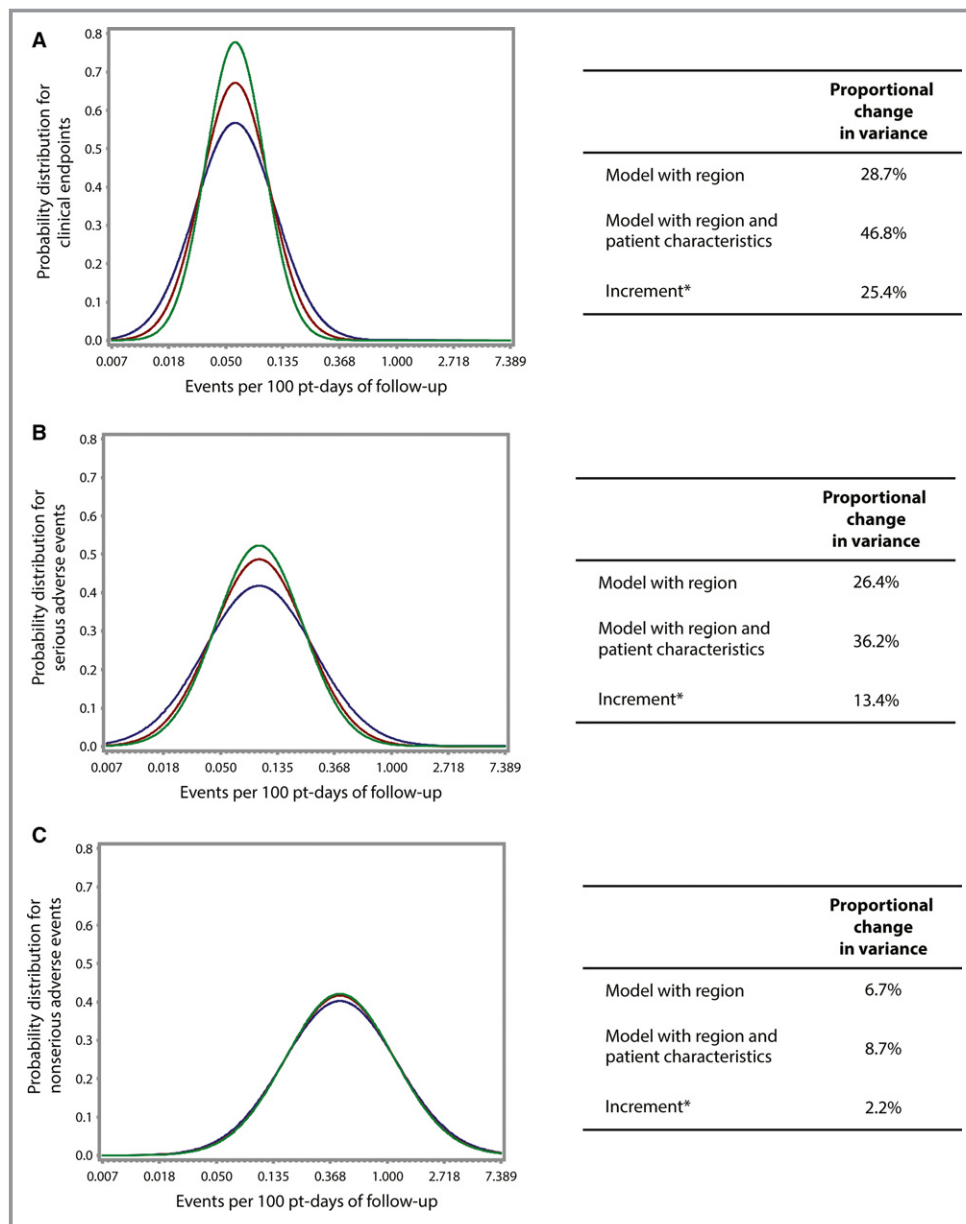 A
Probability distribution for
clinical endpoints
0.8
0.7
0.6
0.5
0.4
0.3
0.2
0.1
0.0
0.007 0.018 0.050 0.135 0.368 1.000 2.718 7.389
Events per 100 pt-days of follow-up
Proportional
change
in variance
Model with region 28.7%
Model with region and
patient characteristics 46.8%
Increment* 25.4%
B
Probability distribution for
serious adverse events
0.8
0.7
0.6
0.5
0.4
0.3
0.2
0.1
0.0
0.007 0.018 0.050 0.135 0.368 1.000 2.718 7.389
Events per 100 pt-days of follow-up
Proportional
change
in variance
Model with region 26.4%
Model with region and
patient characteristics 36.2%
Increment* 13.4%
C
Probability distribution for
nonserious adverse events
0.8
0.7
0.6
0.5
0.4
0.3
0.2
0.1
0.0
0.007 0.018 0.050 0.135 0.368 1.000 2.718 7.389
Events per 100 pt-days of follow-up
Proportional
change
in variance
Model with region 6.7%
Model with region and
patient characteristics 8.7%
Increment* 2.2%